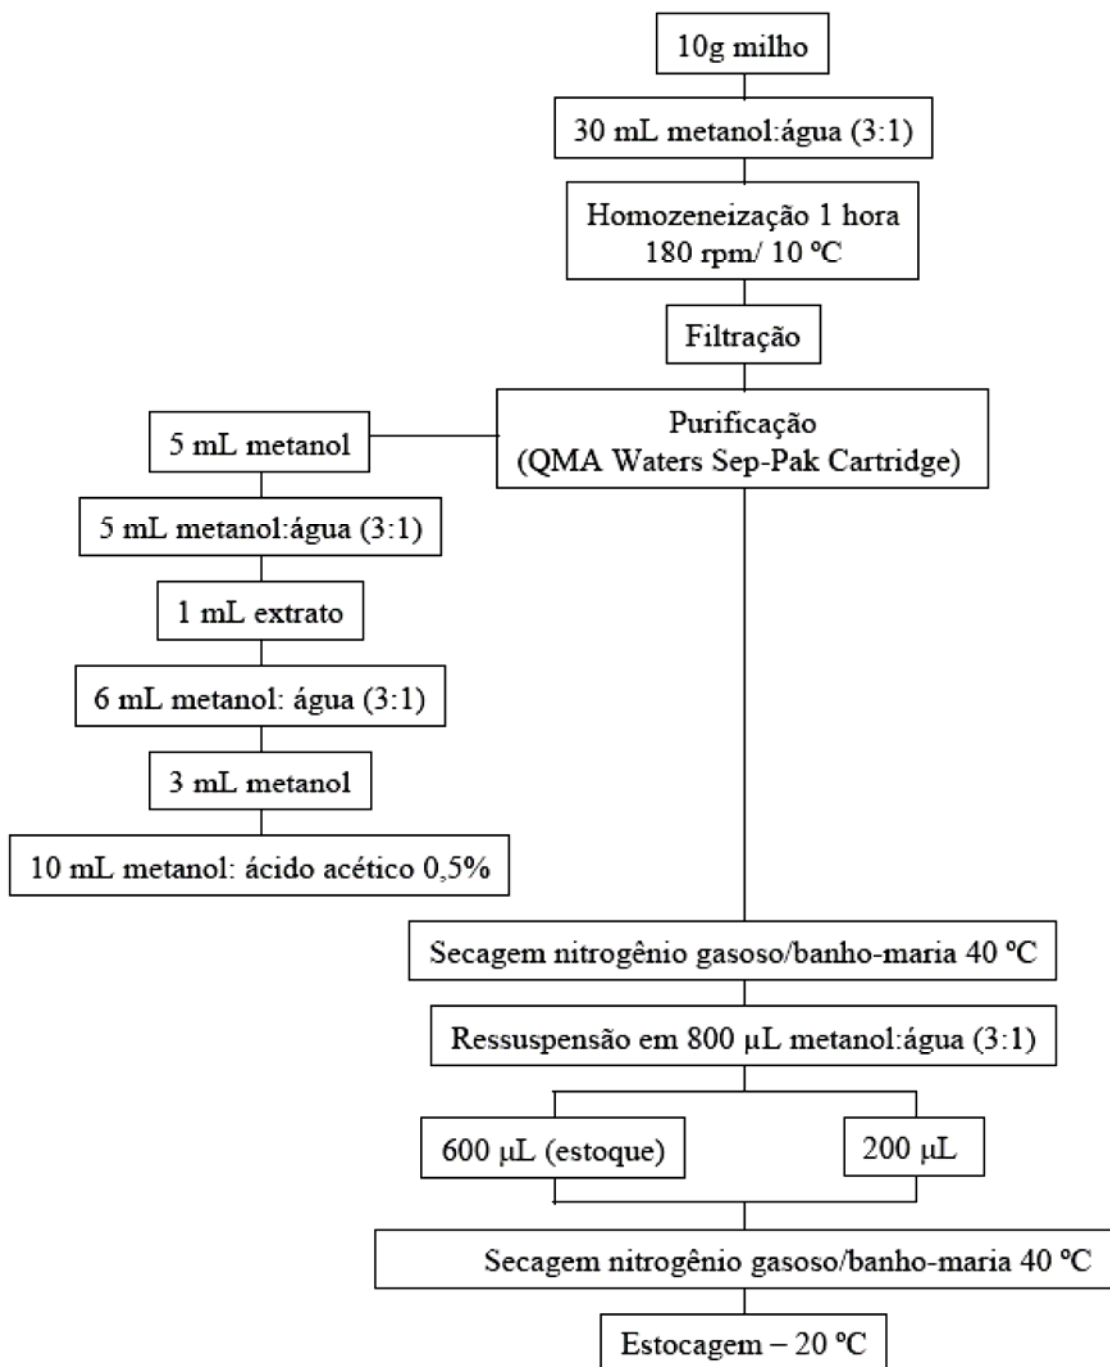 10g milho
30 mL metanol:água (3:1)
Homozeneização 1 hora
180 rpm/ 10 ºC
Filtração
Purificação
(QMA Waters Sep-Pak Cartridge)
5 mL metanol
5 mL metanol:água (3:1)
1 mL extrato
6 mL metanol: água (3:1)
3 mL metanol
10 mL metanol: ácido acético 0,5%
Secagem nitrogênio gasoso/banho-maria 40 ºC
Ressuspensão em 800 µL metanol:água (3:1)
600 µL (estoque)
200 µL
Secagem nitrogênio gasoso/banho-maria 40 ºC
Estocagem – 20 ºC